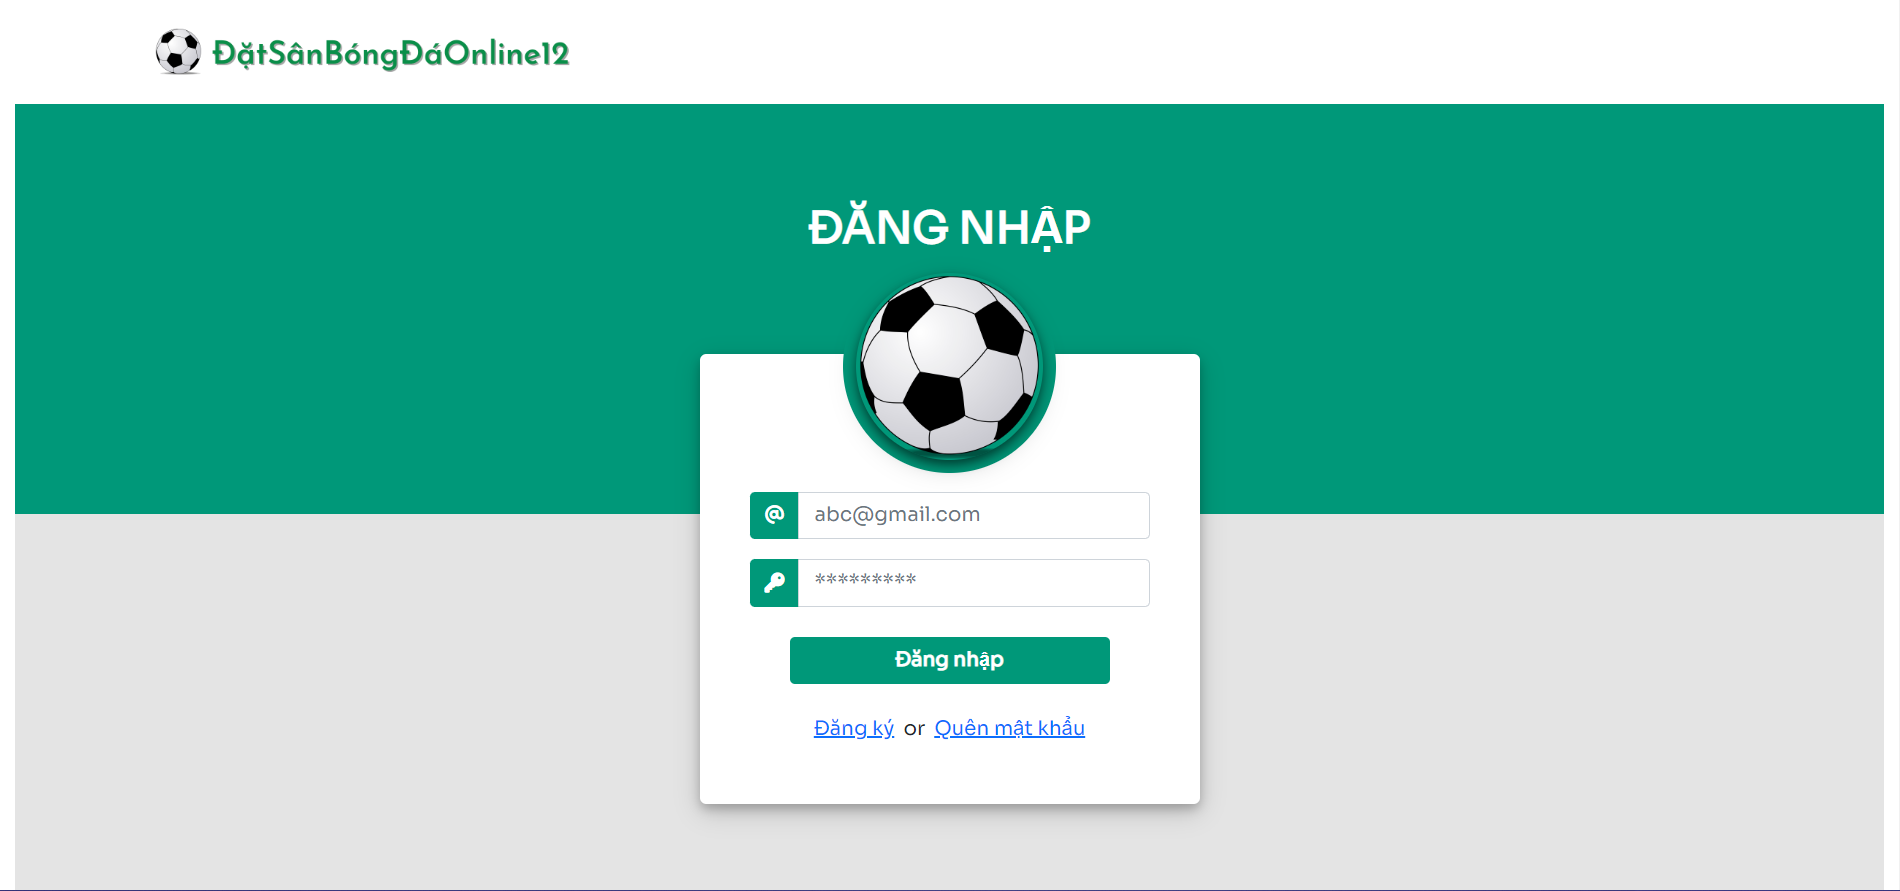 ĐặtSânBóngĐáOnline12
ĐĂNG NHẬP
@ abc@gmail.com
*********
Đăng nhập
Đăng ký or Quên mật khẩu